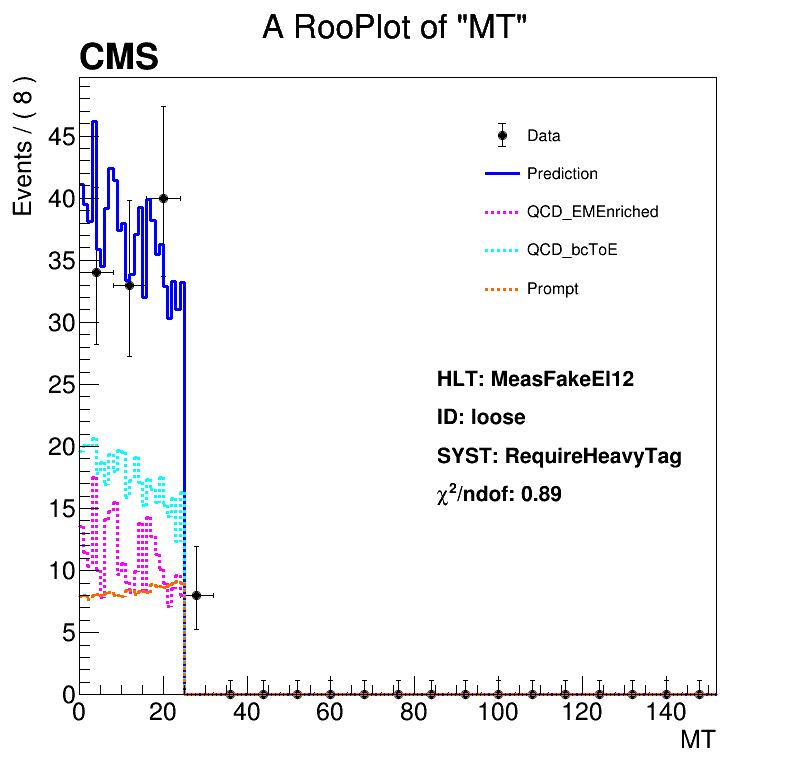 A RooPlot of "MT"
CMS
Events / ( 8 )
45
40
35
30
25
20
15
10
5
0
Data
Prediction
QCD_EMEnriched
QCD_bcToE
Prompt
HLT: MeasFakeEl12
ID: loose
SYST: RequireHeavyTag
χ²/ndof: 0.89
0 20 40 60 80 100 120 140
MT